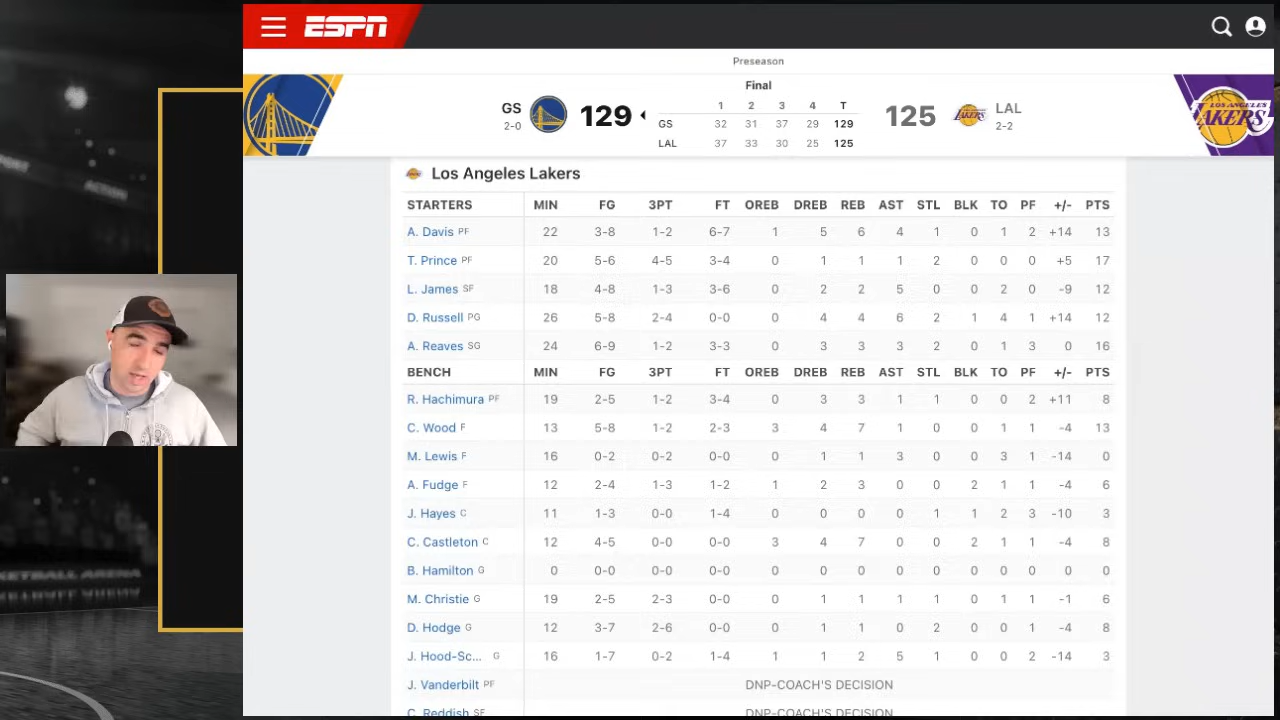 ESPN
Preseason
Final
GS 129 1 2 3 4 T 125 LAL
2-0 GS 32 31 37 29 129 2-2
LAL 37 33 30 25 125
LOS ANGELES LAKERS
Los Angeles Lakers
STARTERS MIN FG 3PT FT OREB DREB REB AST STL BLK TO PF +/- PTS
A. Davis PF 22 3-8 1-2 6-7 1 5 6 4 1 0 1 2 +14 13
T. Prince PF 20 5-6 4-5 3-4 0 1 1 1 2 0 0 0 +5 17
L. James SF 18 4-8 1-3 3-6 0 2 2 5 0 0 2 0 -9 12
D. Russell PG 26 5-8 2-4 0-0 0 4 4 6 2 1 4 1 +14 12
A. Reaves SG 24 6-9 1-2 3-3 0 3 3 3 2 0 1 3 0 16
BENCH MIN FG 3PT FT OREB DREB REB AST STL BLK TO PF +/- PTS
R. Hachimura PF 19 2-5 1-2 3-4 0 3 3 1 1 0 0 2 +11 8
C. Wood F 13 5-8 1-2 2-3 3 4 7 1 0 0 1 1 -4 13
M. Lewis F 16 0-2 0-2 0-0 0 1 1 3 0 0 3 1 -14 0
A. Fudge F 12 2-4 1-3 1-2 1 2 3 0 0 2 1 1 -4 6
J. Hayes C 11 1-3 0-0 1-4 0 0 0 0 1 1 2 3 -10 3
C. Castleton C 12 4-5 0-0 0-0 3 4 7 0 0 2 1 1 -4 8
B. Hamilton G 0 0-0 0-0 0-0 0 0 0 0 0 0 0 0 0 0
M. Christie G 19 2-5 2-3 0-0 0 1 1 1 1 0 1 1 -1 6
D. Hodge G 12 3-7 2-6 0-0 0 1 1 0 2 0 0 1 -4 8
J. Hood-Sc... G 16 1-7 0-2 1-4 1 1 2 5 1 0 0 2 -14 3
J. Vanderbilt PF DNP-COACH'S DECISION
C. Reddish SF DNP-COACH'S DECISION